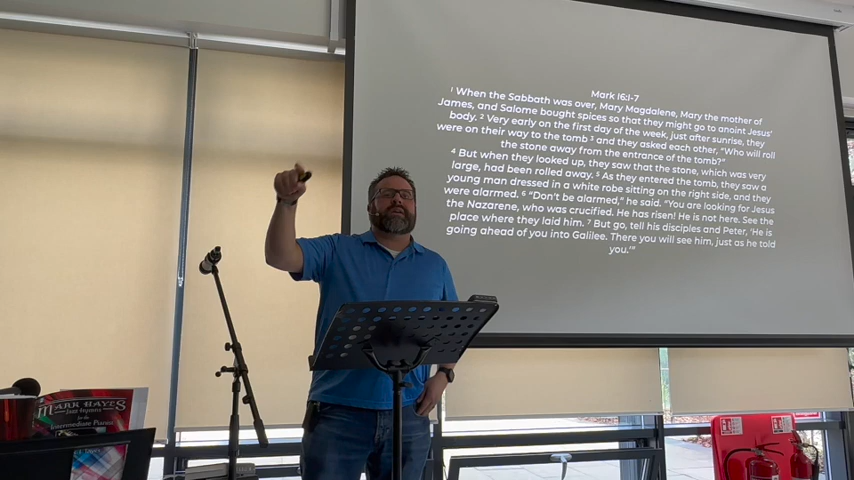 Mark 16:1-7
1 When the Sabbath was over, Mary Magdalene, Mary the mother of
James, and Salome bought spices so that they might go to anoint Jesus'
body. 2 Very early on the first day of the week, just after sunrise, they
were on their way to the tomb 3 and they asked each other, "Who will roll
the stone away from the entrance of the tomb?"
4 But when they looked up, they saw that the stone, which was very
large, had been rolled away. 5 As they entered the tomb, they saw a
young man dressed in a white robe sitting on the right side, and they
were alarmed. 6 "Don't be alarmed," he said. "You are looking for Jesus
the Nazarene, who was crucified. He has risen! He is not here. See the
place where they laid him. 7 But go, tell his disciples and Peter, 'He is
going ahead of you into Galilee. There you will see him, just as he told
you.'"
MARK HAYES
Jazz Hymns
for the
Intermediate Pianist